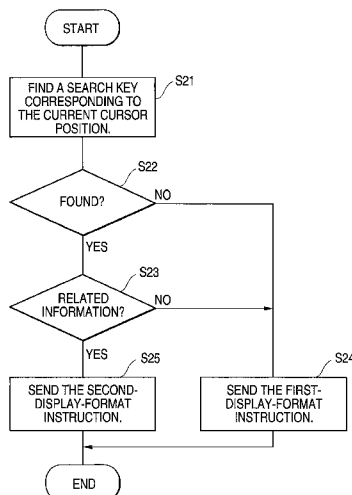 START
S21
FIND A SEARCH KEY
CORRESPONDING TO
THE CURRENT CURSOR
POSITION.
S22
FOUND?
NO
YES
S23
RELATED
INFORMATION?
NO
YES
S25
SEND THE SECOND-
DISPLAY-FORMAT
INSTRUCTION.
S24
SEND THE FIRST-
DISPLAY-FORMAT
INSTRUCTION.
END